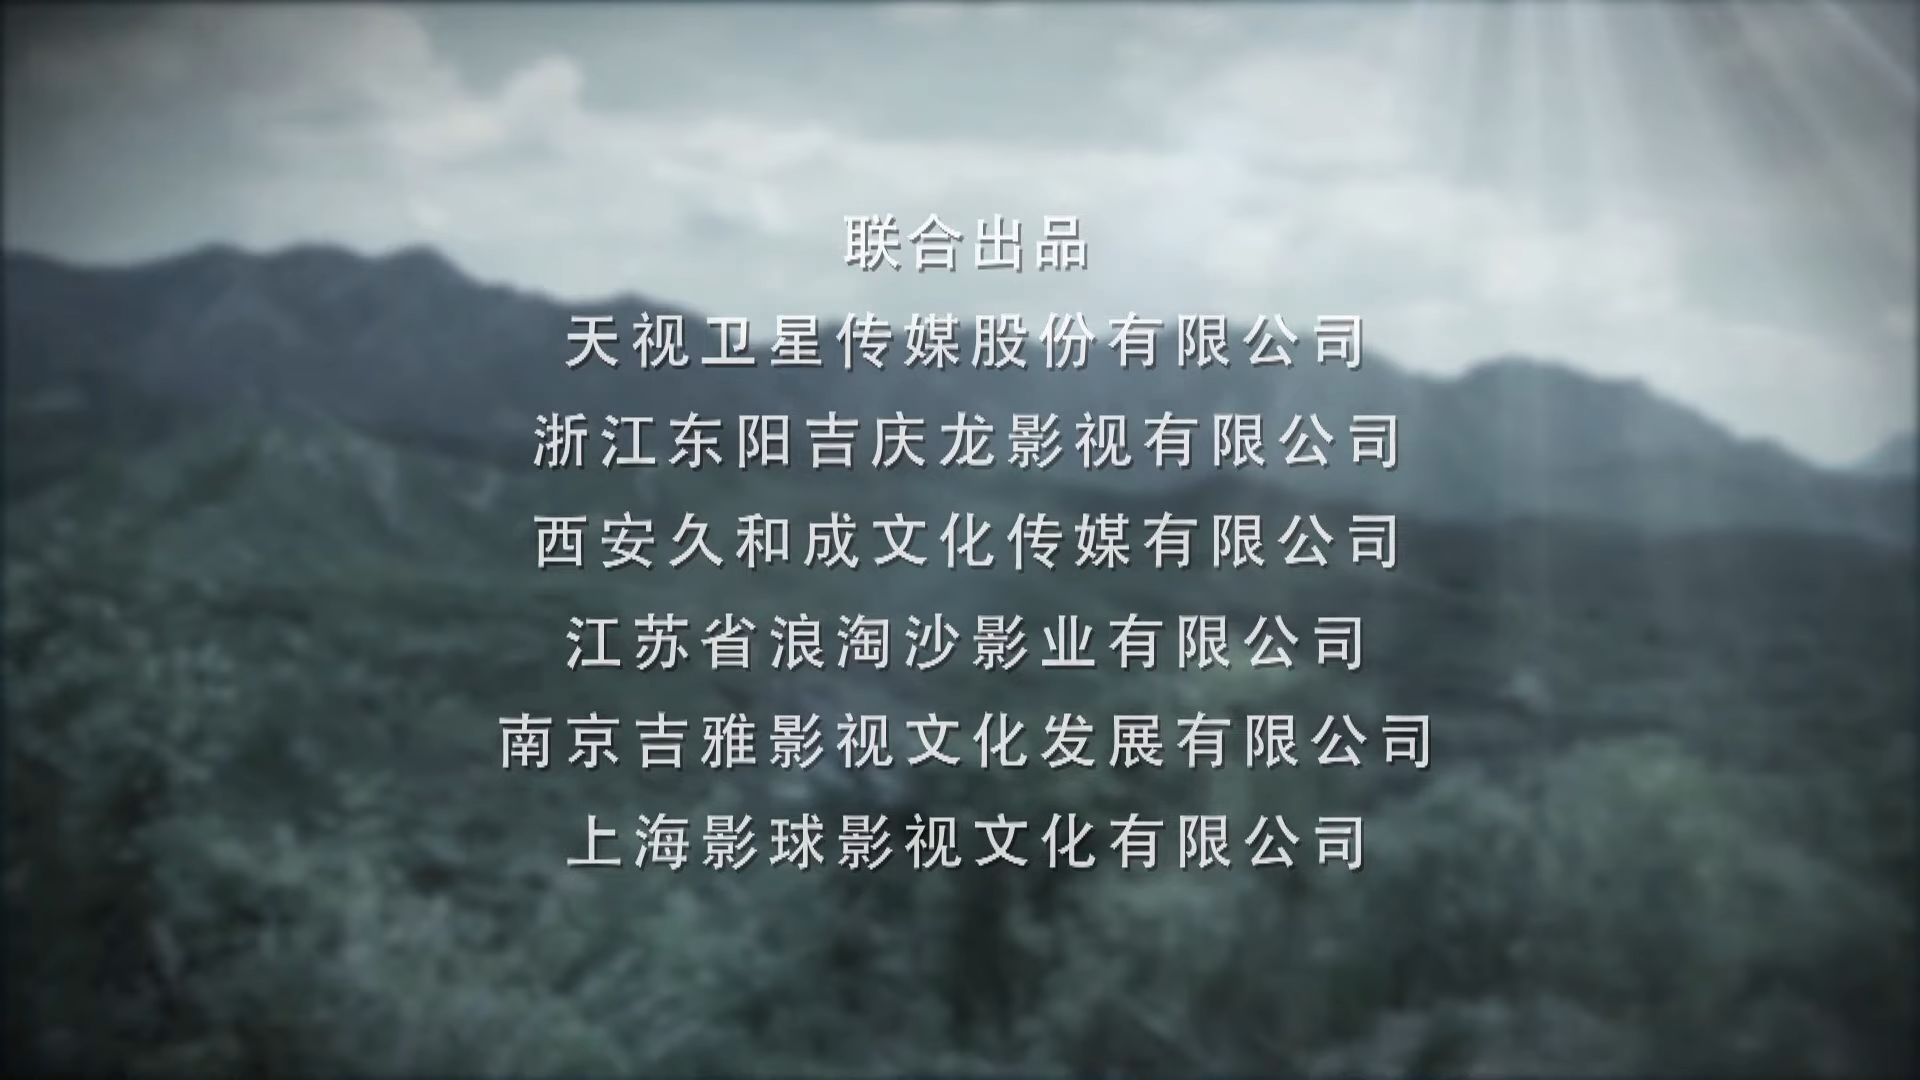 联合出品
天视卫星传媒股份有限公司
浙江东阳吉庆龙影视有限公司
西安久和成文化传媒有限公司
江苏省浪淘沙影业有限公司
南京吉雅影视文化发展有限公司
上海影球影视文化有限公司